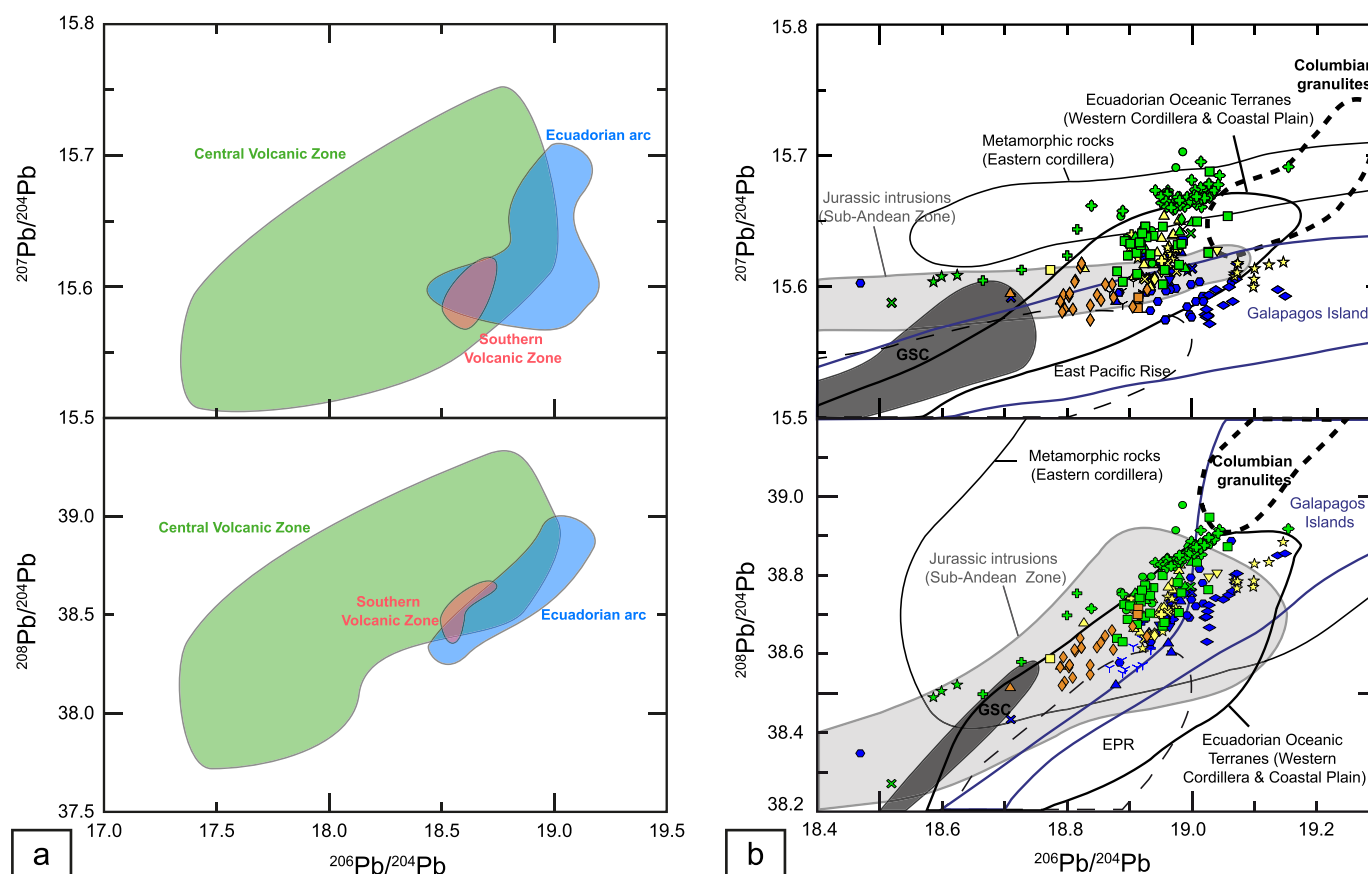 15.8
15.7
15.6
15.5
207Pb/204Pb
Central Volcanic Zone
Ecuadorian arc
Southern
Volcanic Zone
39.0
38.5
38.0
37.5
208Pb/204Pb
Central Volcanic Zone
Southern
Volcanic Zone
Ecuadorian arc
17.0
17.5
18.0
18.5
19.0
19.5
206Pb/204Pb
a
15.8
15.7
15.6
15.5
207Pb/204Pb
Columbian
granulites
Ecuadorian Oceanic Terranes
(Western Cordillera & Coastal Plain)
Metamorphic rocks
(Eastern cordillera)
Jurassic intrusions
(Sub-Andean Zone)
Galapagos Island
GSC
East Pacific Rise
39.0
38.8
38.6
38.4
38.2
208Pb/204Pb
Metamorphic rocks
(Eastern cordillera)
Columbian
granulites
Galapagos
Islands
Jurassic intrusions
(Sub-Andean Zone)
GSC
EPR
Ecuadorian Oceanic
Terranes (Western
Cordillera & Coastal Plain)
18.4
18.6
18.8
19.0
19.2
206Pb/204Pb
b